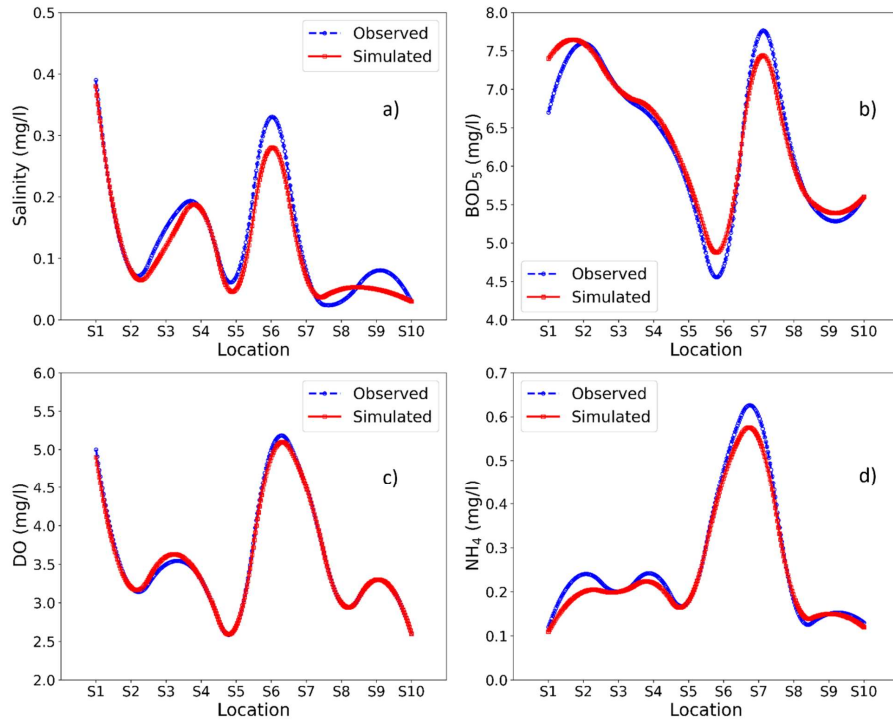 0.5
0.4
0.3
0.2
0.1
0.0
Salinity (mg/l)
Observed
Simulated
a)
S1 S2 S3 S4 S5 S6 S7 S8 S9 S10
Location
8.0
7.5
7.0
6.5
6.0
5.5
5.0
4.5
4.0
BOD₅ (mg/l)
b)
Observed
Simulated
S1 S2 S3 S4 S5 S6 S7 S8 S9 S10
Location
6.0
5.5
5.0
4.5
4.0
3.5
3.0
2.5
2.0
DO (mg/l)
Observed
Simulated
c)
S1 S2 S3 S4 S5 S6 S7 S8 S9 S10
Location
0.7
0.6
0.5
0.4
0.3
0.2
0.1
0.0
NH₄ (mg/l)
Observed
Simulated
d)
S1 S2 S3 S4 S5 S6 S7 S8 S9 S10
Location